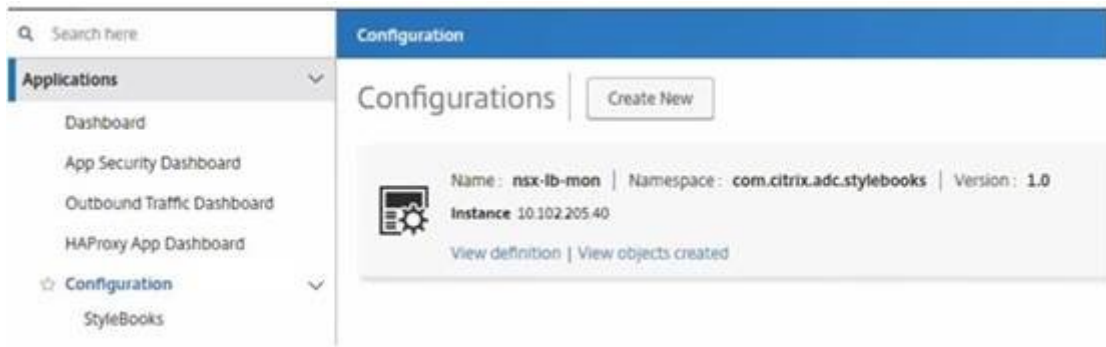 Search here
Applications
Dashboard
App Security Dashboard
Outbound Traffic Dashboard
HAProxy App Dashboard
Configuration
StyleBooks
Configuration
Configurations
Create New
Name: nsx-lb-mon | Namespace: com.citrix.adc.stylebooks | Version: 1.0
Instance 10.102.205.40
View definition | View objects created